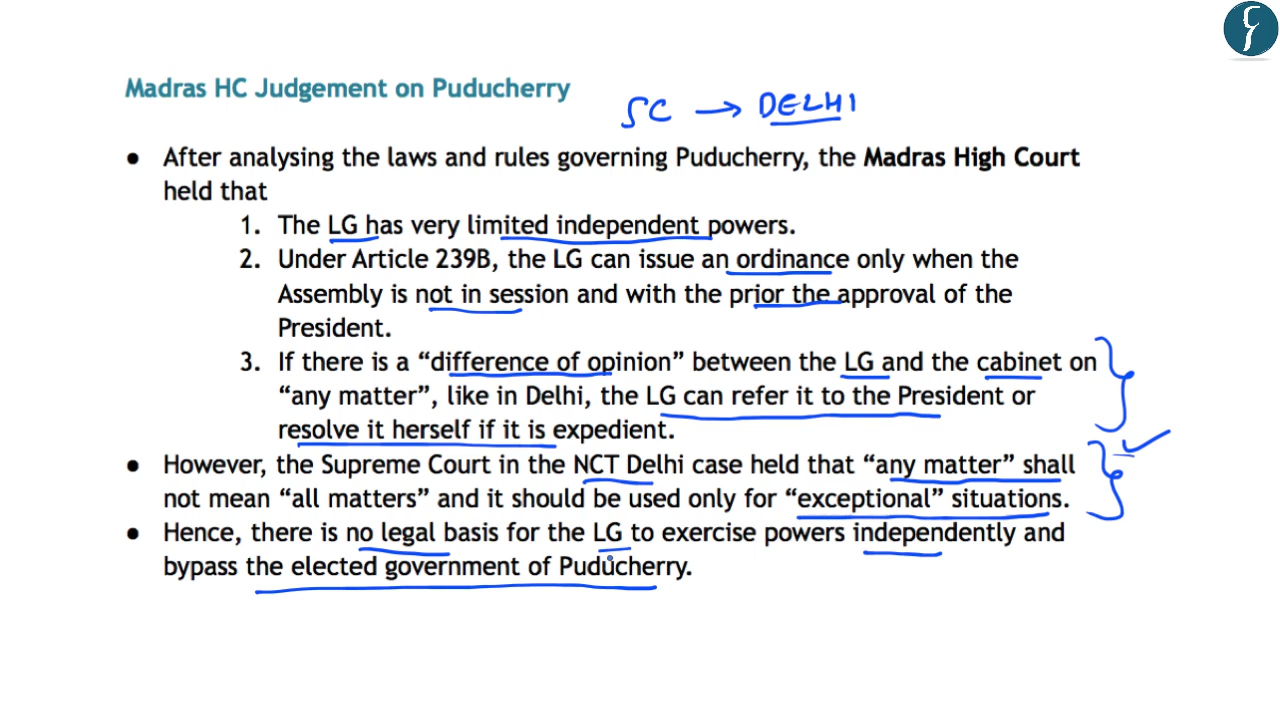 Madras HC Judgement on Puducherry
SC → DELHI
● After analysing the laws and rules governing Puducherry, the Madras High Court
held that
1. The LG has very limited independent powers.
2. Under Article 239B, the LG can issue an ordinance only when the
Assembly is not in session and with the prior the approval of the
President.
3. If there is a “difference of opinion” between the LG and the cabinet on
“any matter”, like in Delhi, the LG can refer it to the President or
resolve it herself if it is expedient.
● However, the Supreme Court in the NCT Delhi case held that “any matter” shall
not mean “all matters” and it should be used only for “exceptional” situations.
● Hence, there is no legal basis for the LG to exercise powers independently and
bypass the elected government of Puducherry.